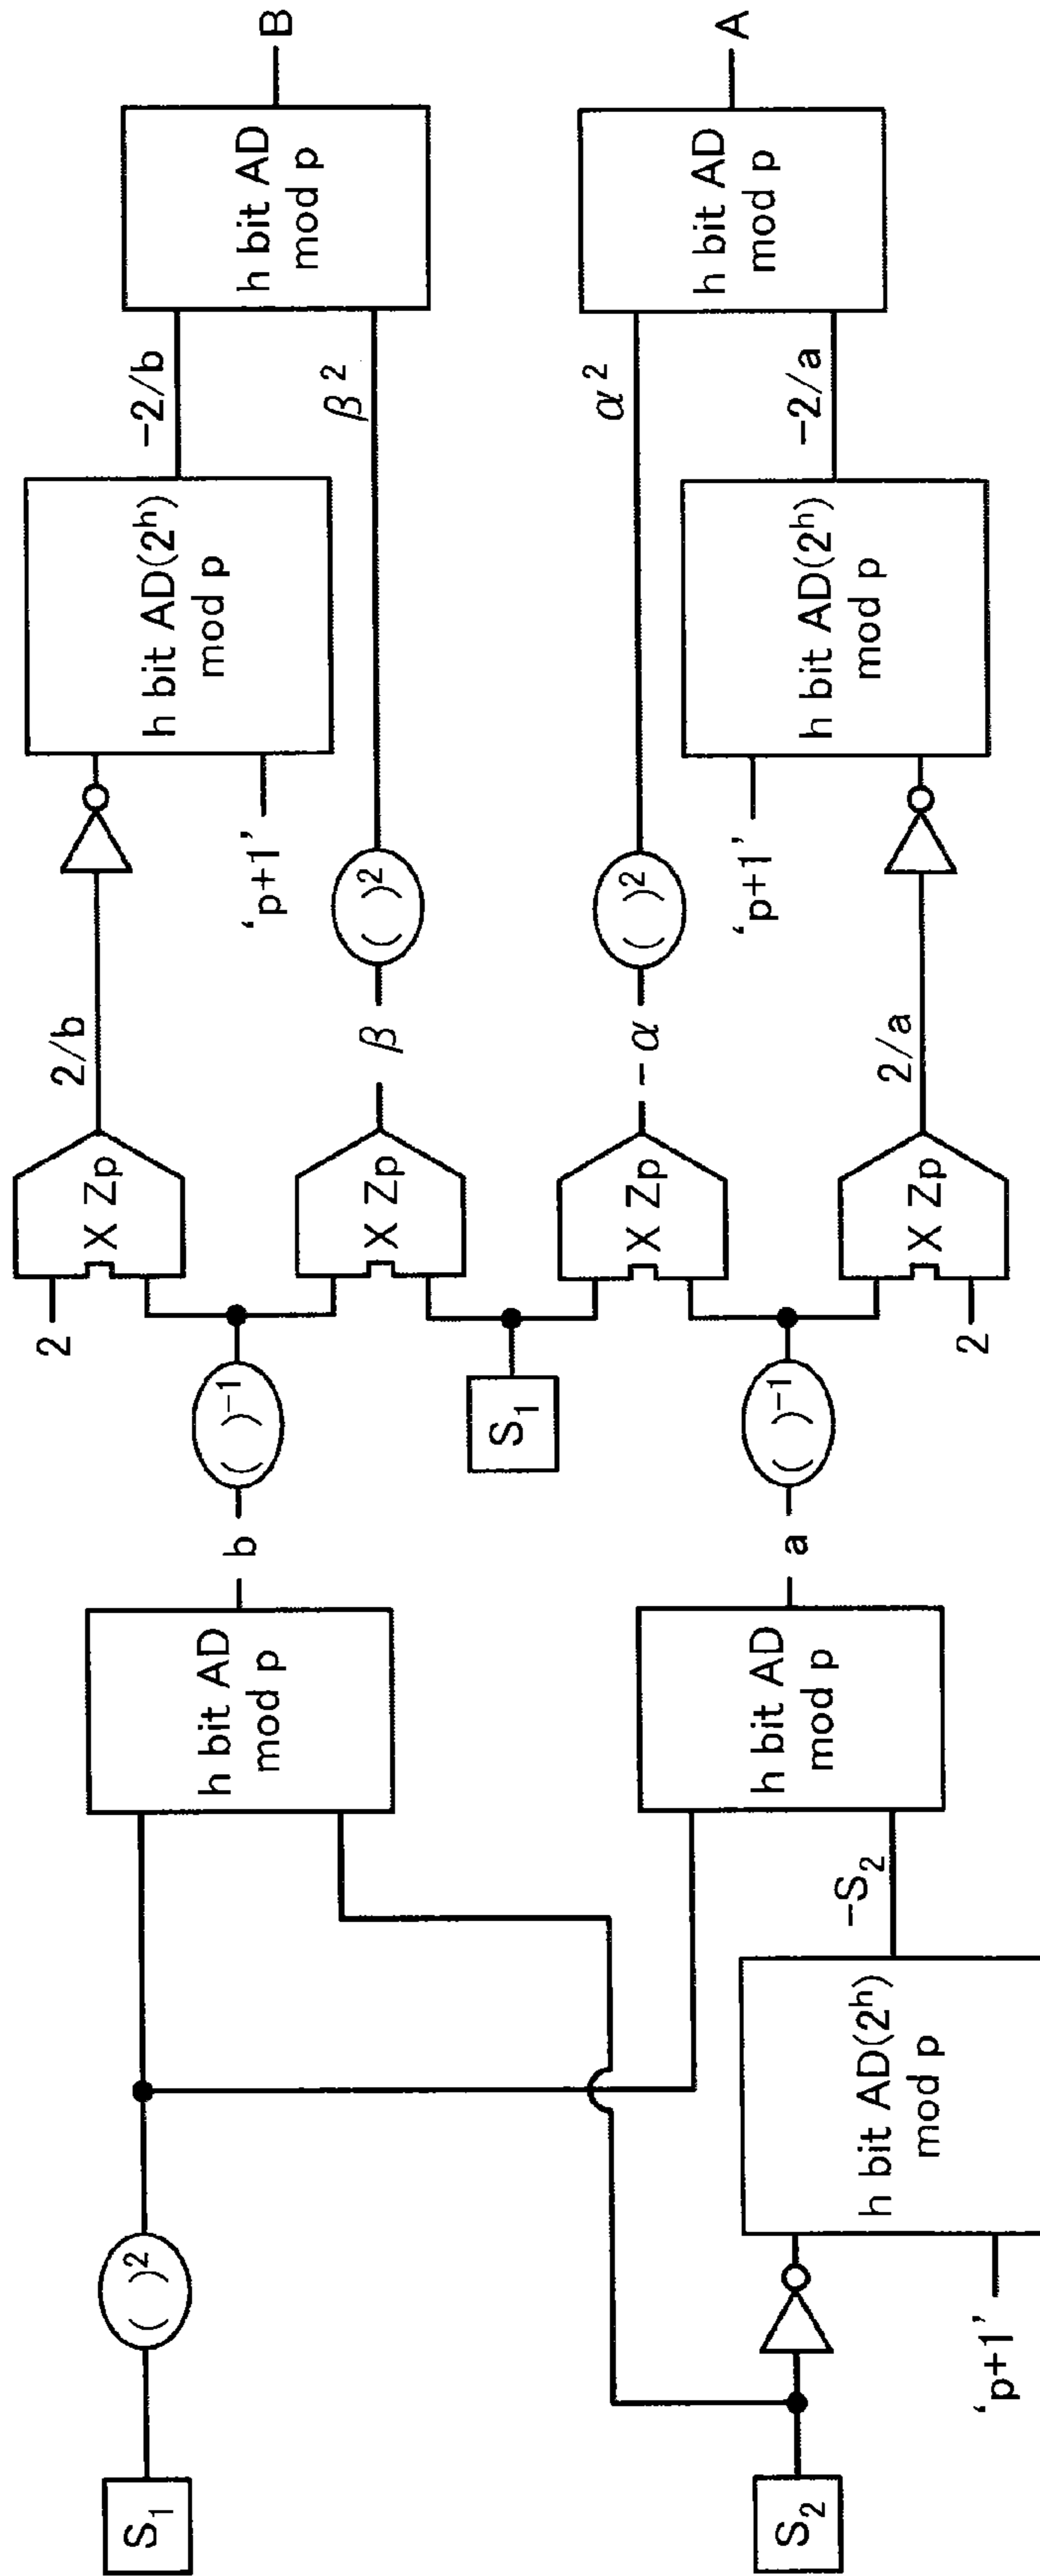 S₁
( )²
h bit AD
mod p
b
( )⁻¹
2
X Zp
2/b
'p+1'
h bit AD(2ʰ)
mod p
-2/b
h bit AD
mod p
B
X Zp
β
( )²
β²
S₁
X Zp
-α
( )²
α²
h bit AD
mod p
A
S₂
'p+1'
h bit AD(2ʰ)
mod p
-S₂
h bit AD
mod p
a
( )⁻¹
2
X Zp
2/a
'p+1'
h bit AD(2ʰ)
mod p
-2/a